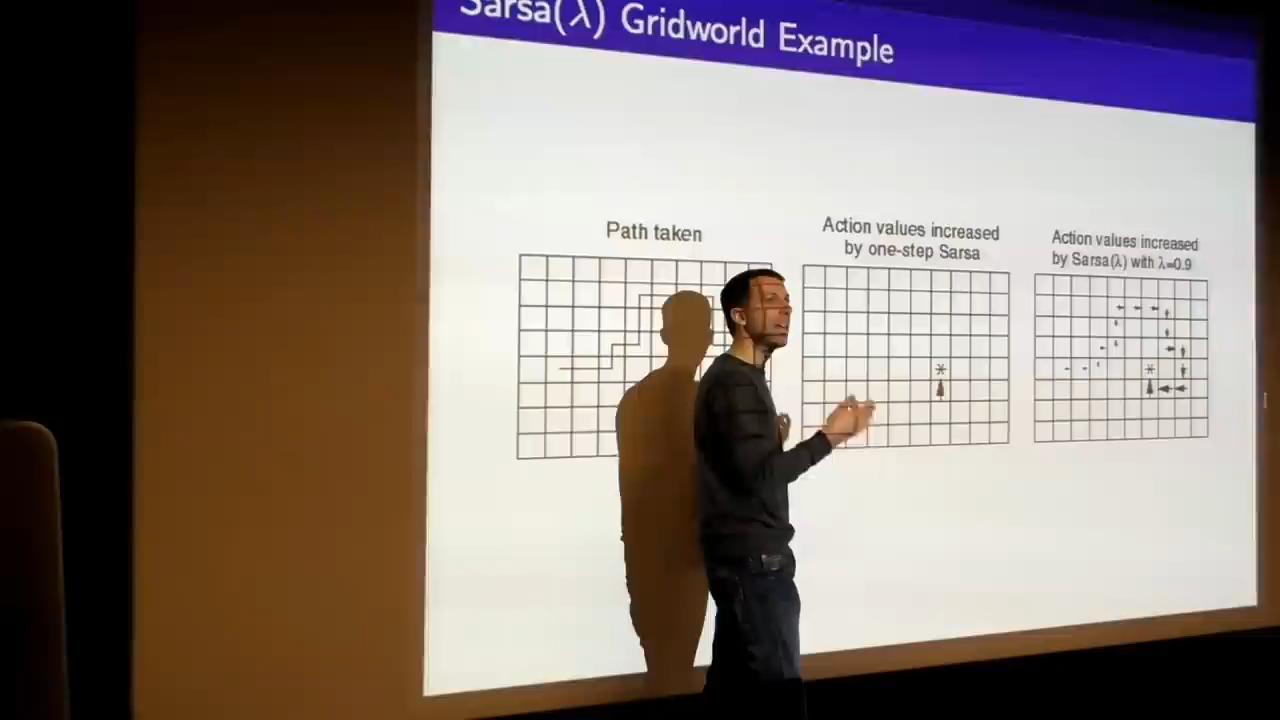 Sarsa(λ) Gridworld Example
Path taken
Action values increased
by one-step Sarsa
Action values increased
by Sarsa(λ) with λ=0.9
*
*